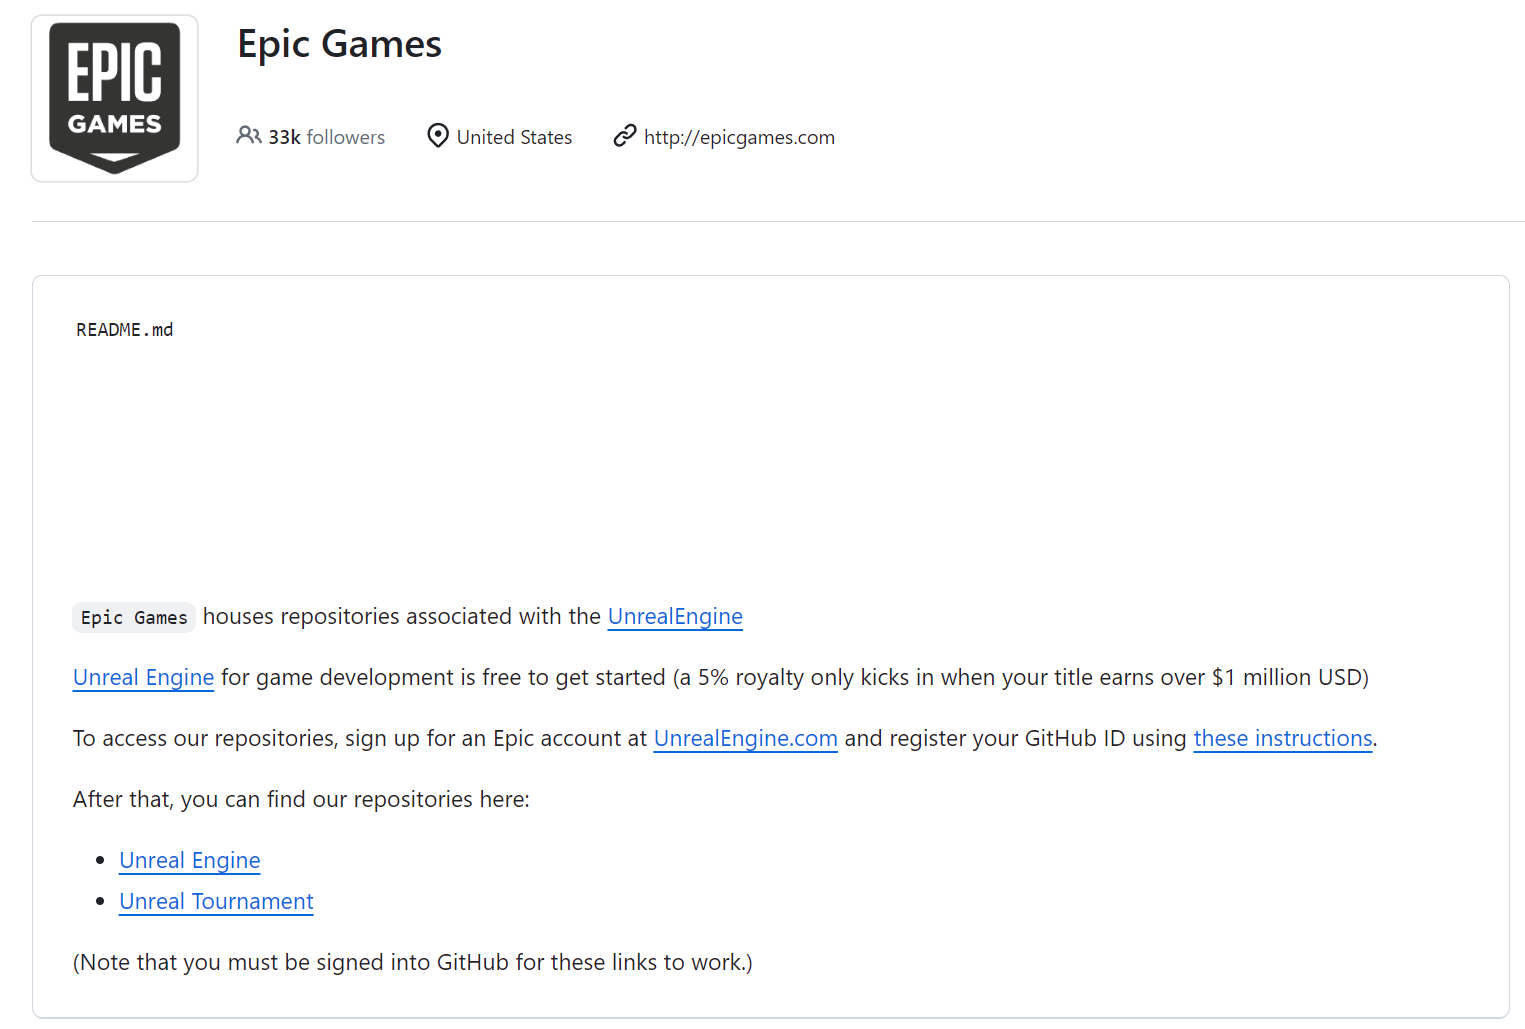 EPIC
GAMES
Epic Games
33k followers United States http://epicgames.com
README.md
Epic Games houses repositories associated with the UnrealEngine
Unreal Engine for game development is free to get started (a 5% royalty only kicks in when your title earns over $1 million USD)
To access our repositories, sign up for an Epic account at UnrealEngine.com and register your GitHub ID using these instructions.
After that, you can find our repositories here:
• Unreal Engine
• Unreal Tournament
(Note that you must be signed into GitHub for these links to work.)